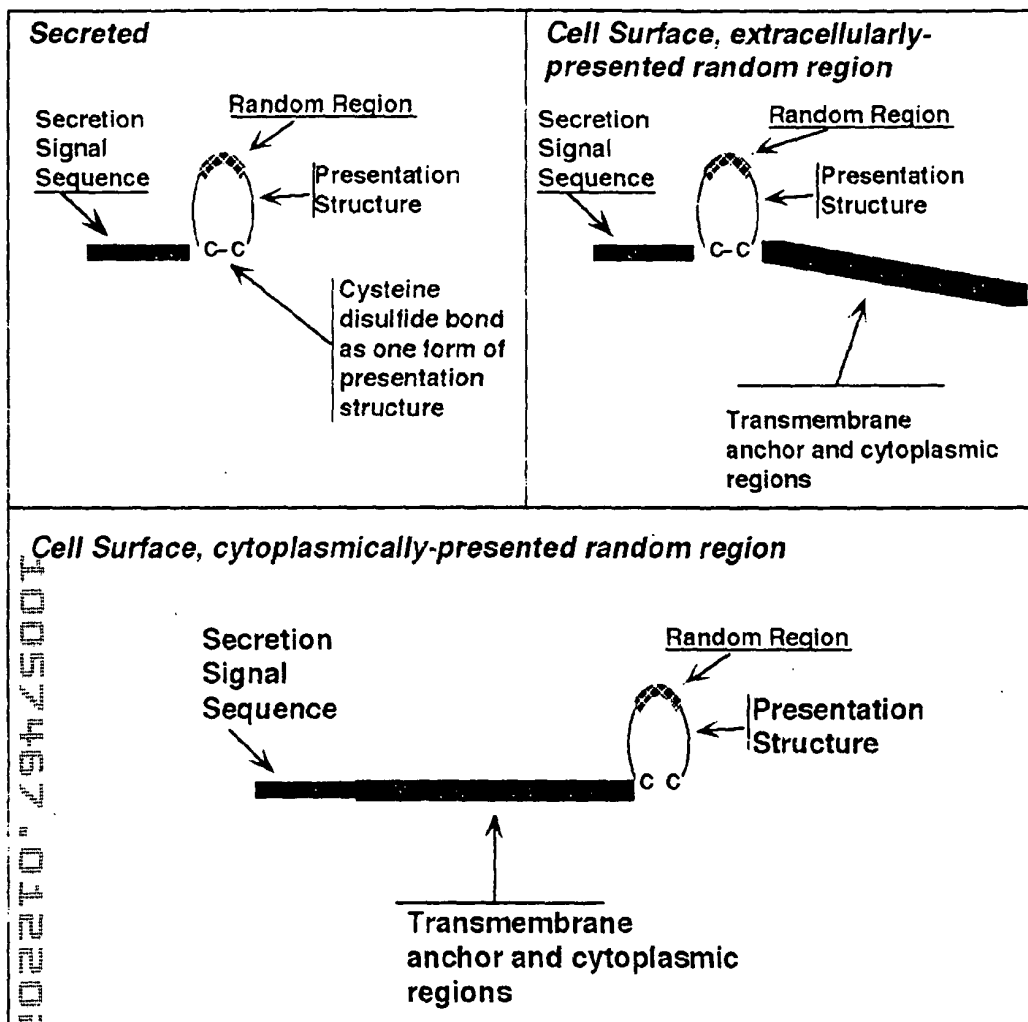 Secreted
Secretion
Signal
Sequence
Random Region
Presentation
Structure
C-C
Cysteine
disulfide bond
as one form of
presentation
structure
Cell Surface, extracellularly-
presented random region
Secretion
Signal
Sequence
Random Region
Presentation
Structure
C-C
Transmembrane
anchor and cytoplasmic
regions
Cell Surface, cytoplasmically-presented random region
Secretion
Signal
Sequence
Random Region
Presentation
Structure
C C
Transmembrane
anchor and cytoplasmic
regions